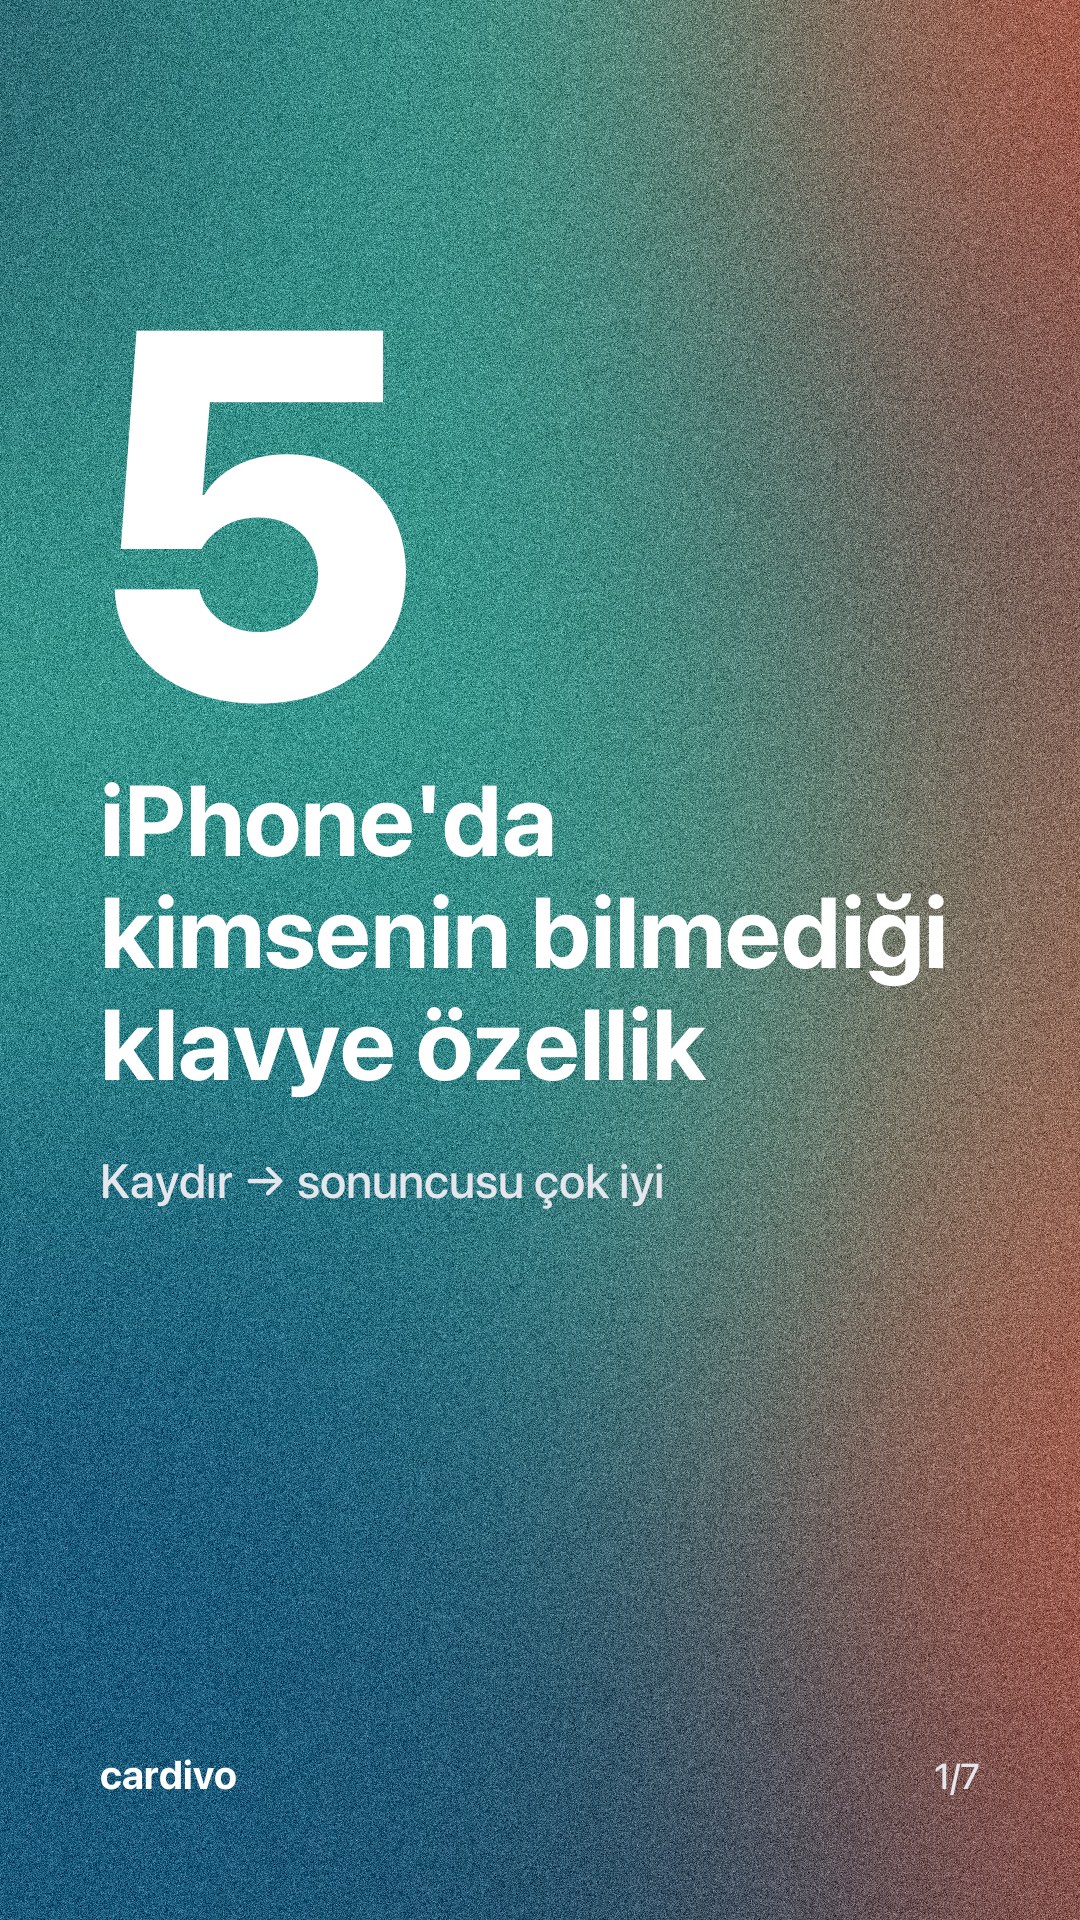 5
iPhone'da
kimsenin bilmediği
klavye özellik
Kaydır → sonuncusu çok iyi
cardivo
1/7